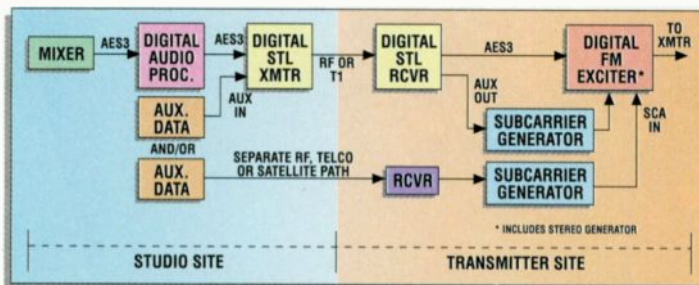 MIXER
AES3
DIGITAL
AUDIO
PROC.
AES3
DIGITAL
STL
XMTR
RF OR
T1
DIGITAL
STL
RCVR
AES3
DIGITAL
FM
EXCITER*
TO
XMTR
AUX.
DATA
AUX
IN
AUX
OUT
SUBCARRIER
GENERATOR
SCA
IN
AND/OR
AUX.
DATA
SEPARATE RF, TELCO
OR SATELLITE PATH
RCVR
SUBCARRIER
GENERATOR
* INCLUDES STEREO GENERATOR
STUDIO SITE
TRANSMITTER SITE